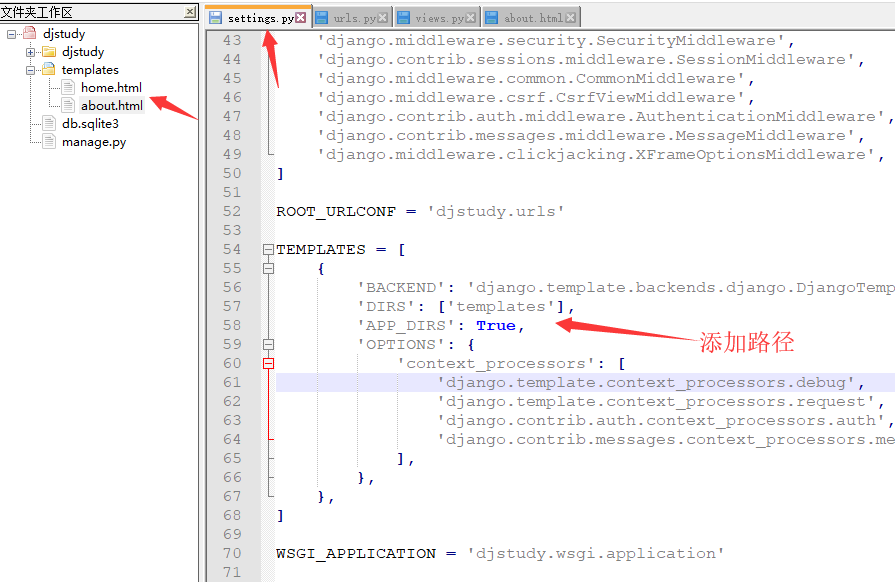 文件夹工作区
djstudy
djstudy
templates
home.html
about.html
db.sqlite3
manage.py
settings.py urls.py views.py about.html
43 'django.middleware.security.SecurityMiddleware',
44 'django.contrib.sessions.middleware.SessionMiddleware',
45 'django.middleware.common.CommonMiddleware',
46 'django.middleware.csrf.CsrfViewMiddleware',
47 'django.contrib.auth.middleware.AuthenticationMiddleware',
48 'django.contrib.messages.middleware.MessageMiddleware',
49 'django.middleware.clickjacking.XFrameOptionsMiddleware',
50 ]
51
52 ROOT_URLCONF = 'djstudy.urls'
53
54 TEMPLATES = [
55 {
56 'BACKEND': 'django.template.backends.django.DjangoTemp
57 'DIRS': ['templates'],
58 'APP_DIRS': True,
59 'OPTIONS': {
60 'context_processors': [
61 'django.template.context_processors.debug',
62 'django.template.context_processors.request',
63 'django.contrib.auth.context_processors.auth',
64 'django.contrib.messages.context_processors.me
65 ],
66 },
67 },
68 ]
69
70 WSGI_APPLICATION = 'djstudy.wsgi.application'
71
添加路径